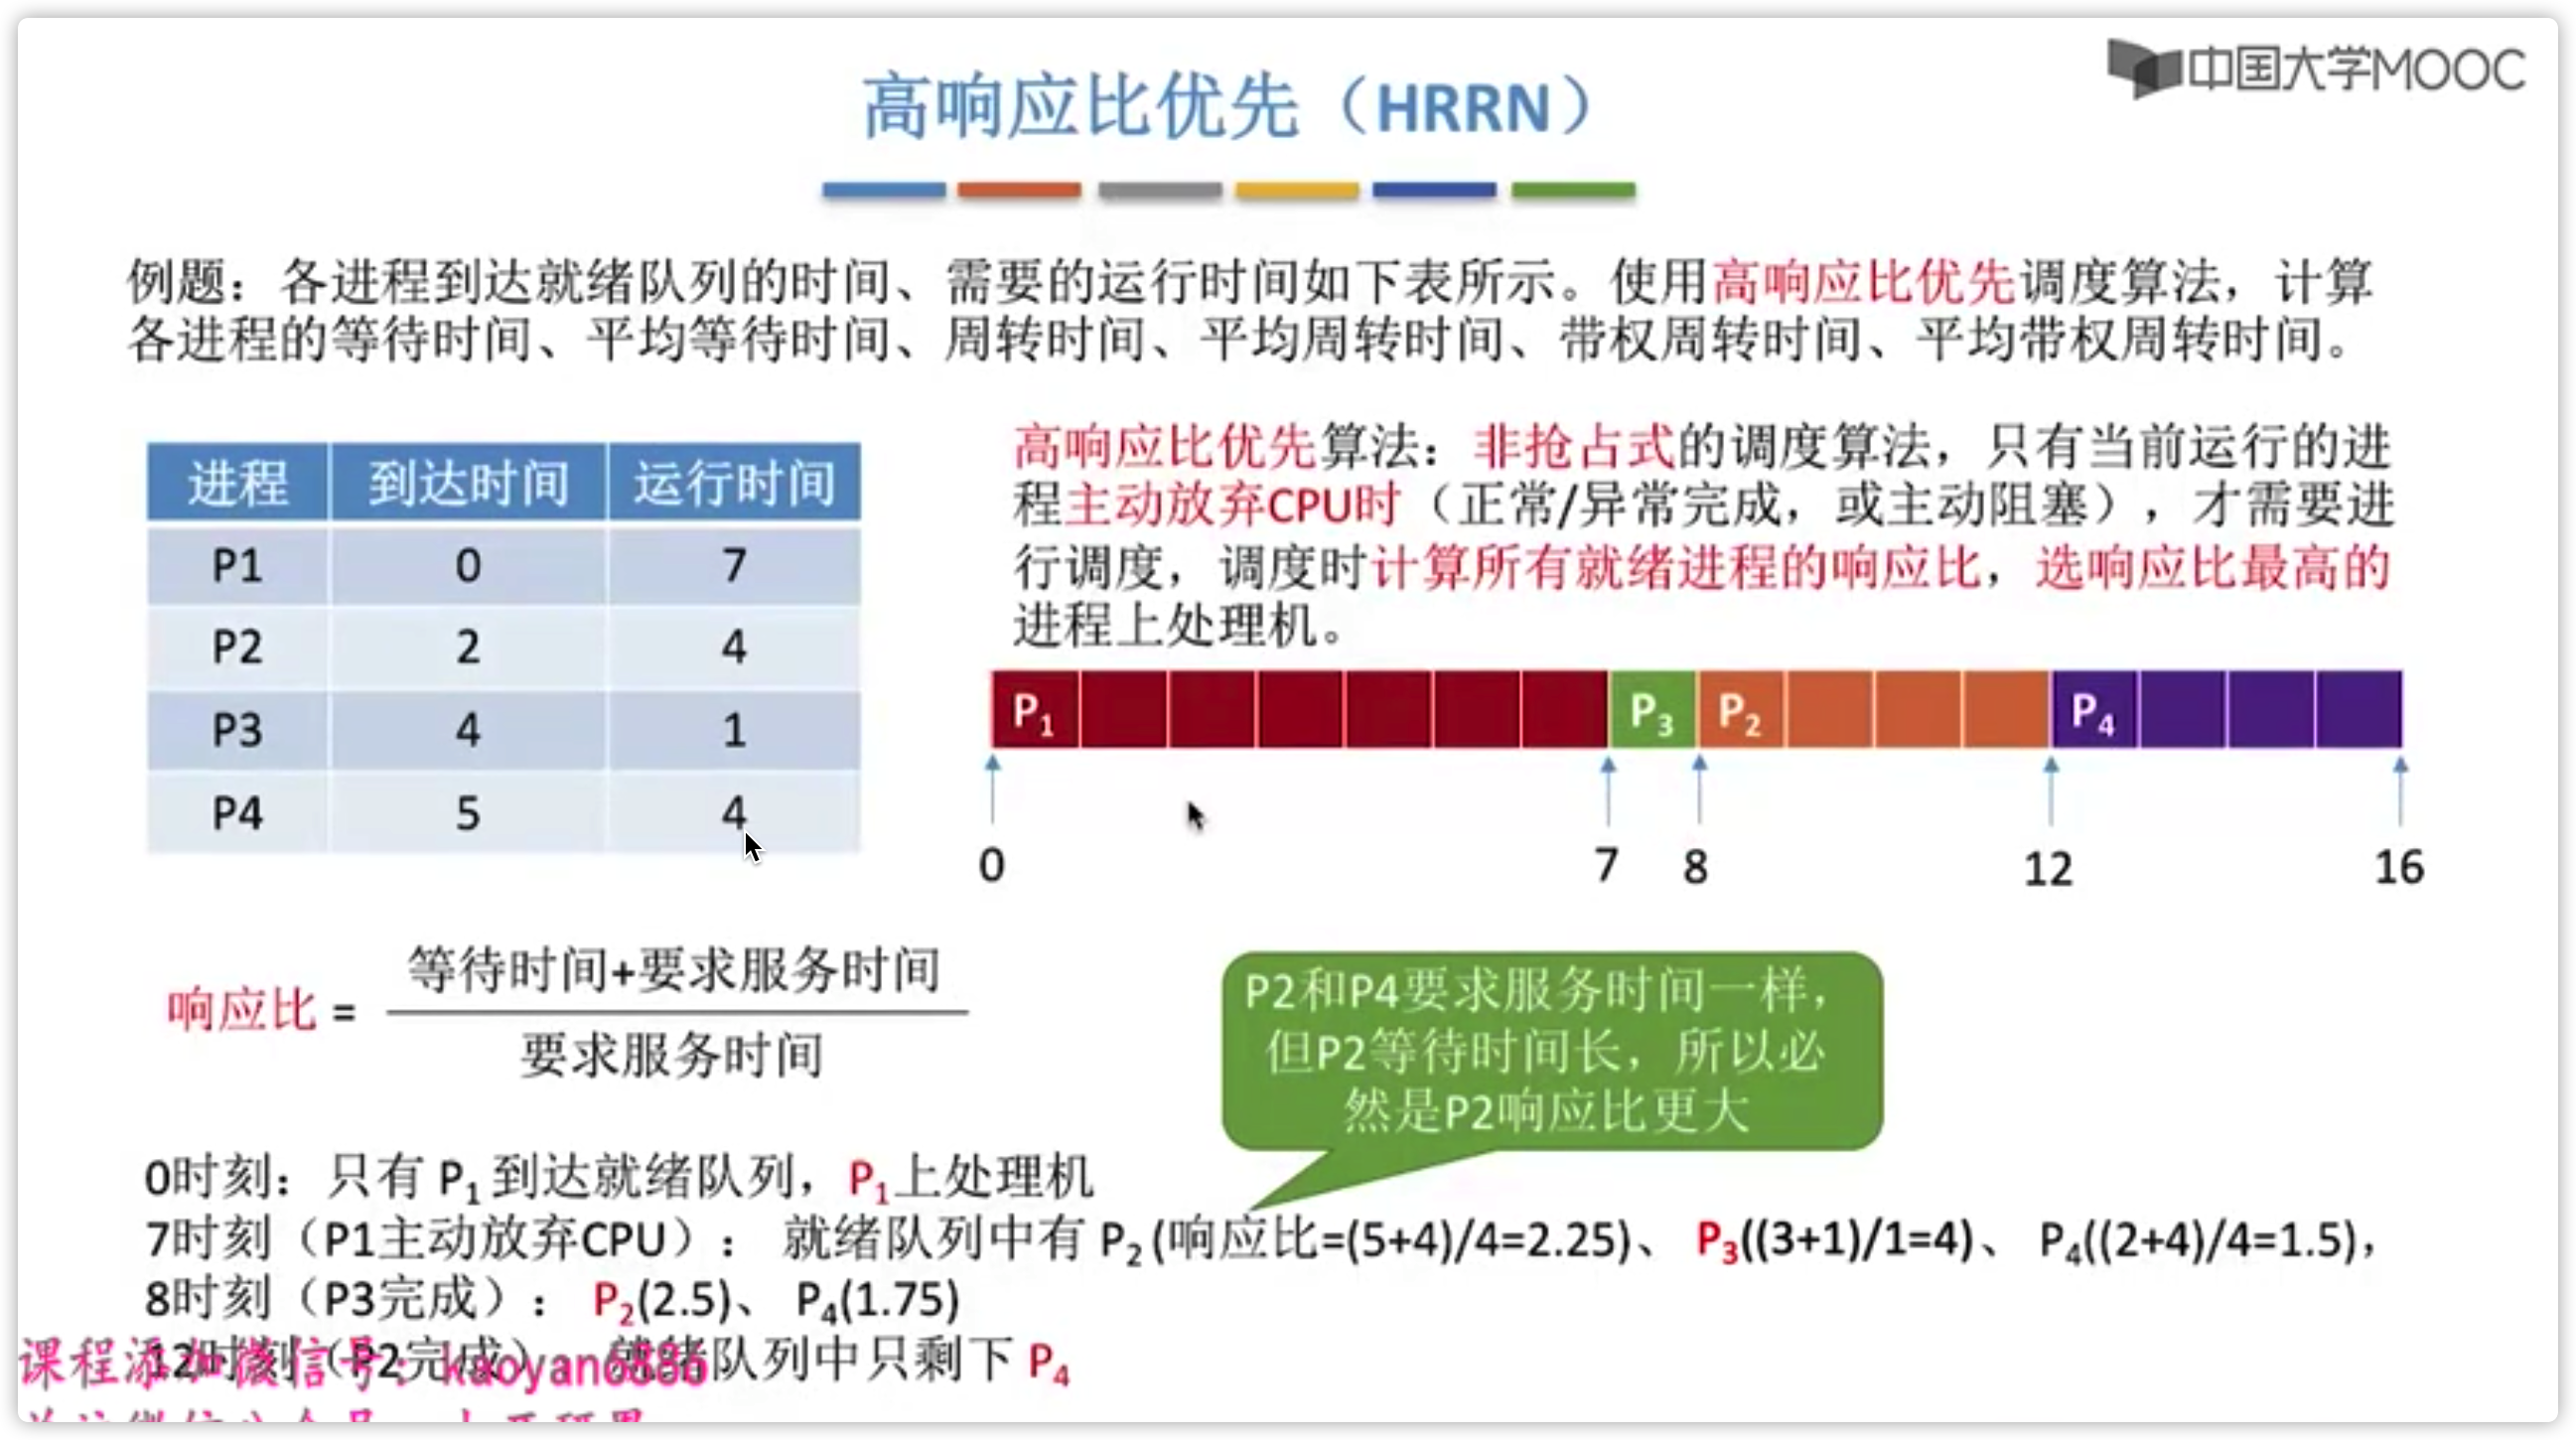 中国大学MOOC
高响应比优先（HRRN）
例题：各进程到达就绪队列的时间、需要的运行时间如下表所示。使用高响应比优先调度算法，计算
各进程的等待时间、平均等待时间、周转时间、平均周转时间、带权周转时间、平均带权周转时间。
进程 到达时间 运行时间
P1 0 7
P2 2 4
P3 4 1
P4 5 4
高响应比优先算法：非抢占式的调度算法，只有当前运行的进
程主动放弃CPU时（正常/异常完成，或主动阻塞），才需要进
行调度，调度时计算所有就绪进程的响应比，选响应比最高的
进程上处理机。
P1 P3 P2 P4
0 7 8 12 16
响应比 = 等待时间+要求服务时间
要求服务时间
P2和P4要求服务时间一样，
但P2等待时间长，所以必
然是P2响应比更大
0时刻：只有 P1 到达就绪队列，P1上处理机
7时刻（P1主动放弃CPU）： 就绪队列中有 P2 (响应比=(5+4)/4=2.25)、 P3((3+1)/1=4)、 P4((2+4)/4=1.5)，
8时刻（P3完成）： P2(2.5)、 P4(1.75)
12时刻（P2完成）：就绪队列中只剩下 P4
课程添加微信号：kaoyan6886